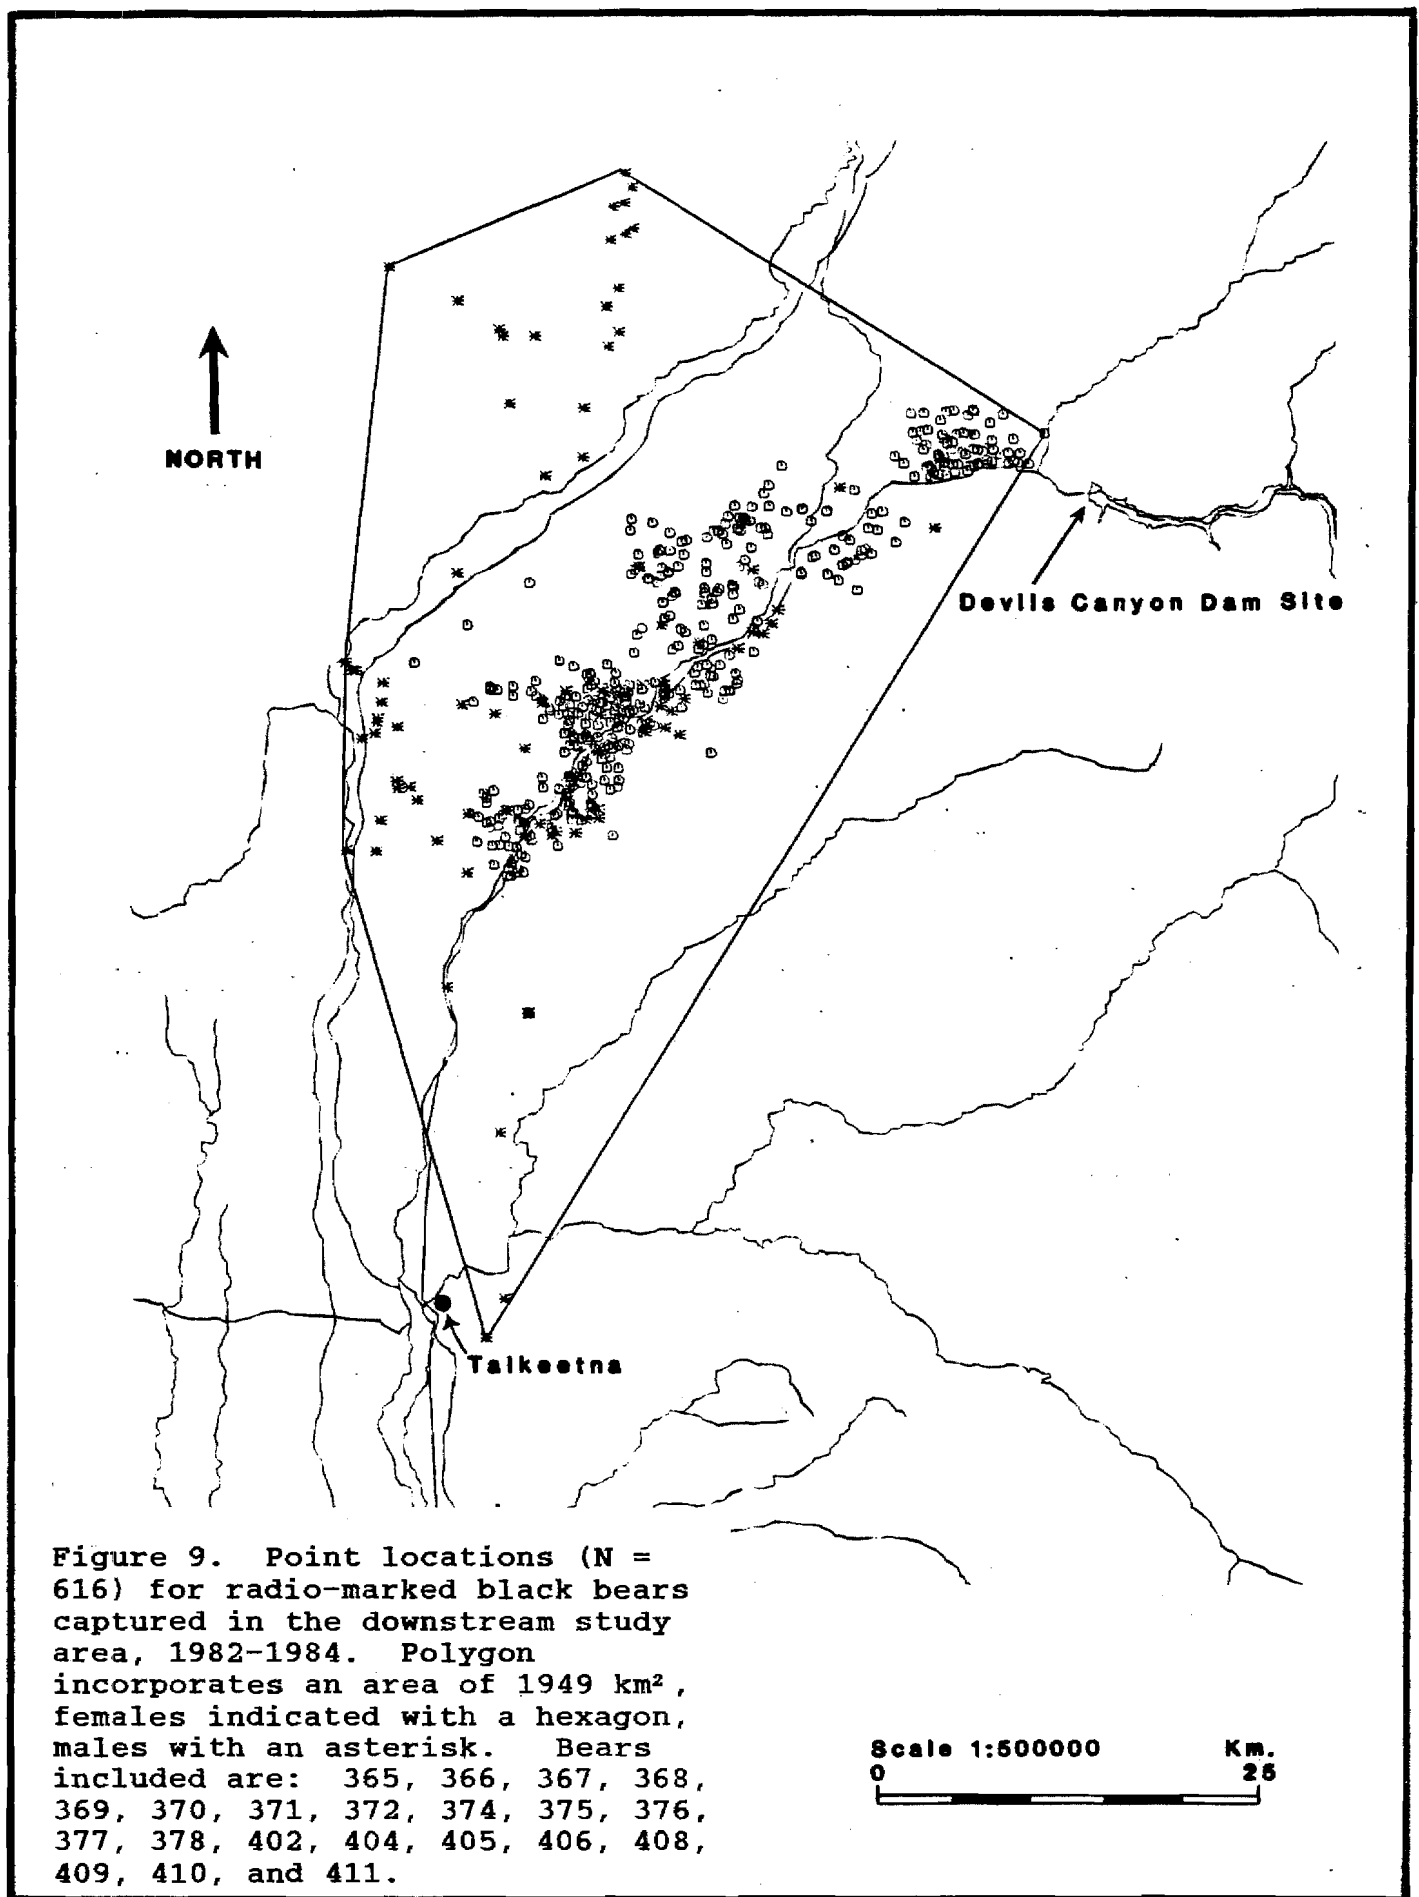 NORTH
Devils Canyon Dam Site
Talkeetna
Figure 9. Point locations (N =
616) for radio-marked black bears
captured in the downstream study
area, 1982-1984. Polygon
incorporates an area of 1949 km²,
females indicated with a hexagon,
males with an asterisk. Bears
included are: 365, 366, 367, 368,
369, 370, 371, 372, 374, 375, 376,
377, 378, 402, 404, 405, 406, 408,
409, 410, and 411.
Scale 1:500000 Km.
0 25